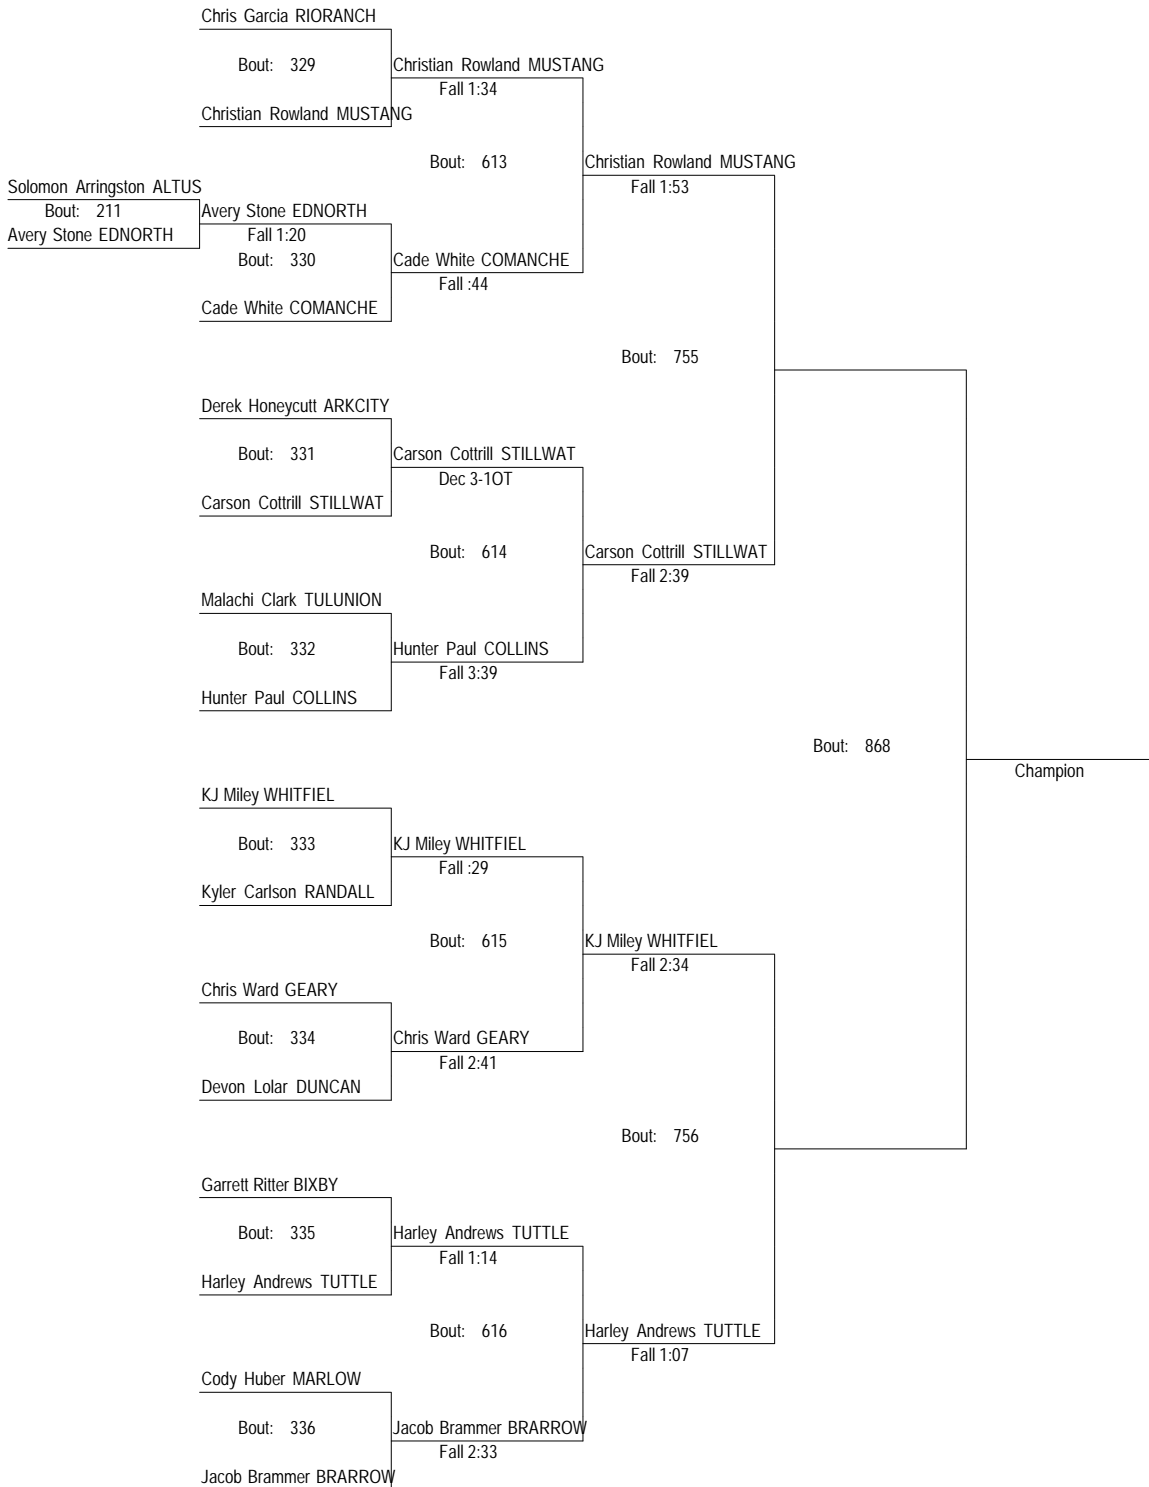 Chris Garcia RIORANCH
Bout: 329
Christian Rowland MUSTANG
Fall 1:34
Christian Rowland MUSTANG
Bout: 613
Christian Rowland MUSTANG
Fall 1:53
Solomon Arringston ALTUS
Bout: 211
Avery Stone EDNORTH
Avery Stone EDNORTH
Fall 1:20
Bout: 330
Cade White COMANCHE
Fall :44
Cade White COMANCHE
Bout: 755
Derek Honeycutt ARKCITY
Bout: 331
Carson Cottrill STILLWAT
Dec 3-1OT
Carson Cottrill STILLWAT
Bout: 614
Carson Cottrill STILLWAT
Fall 2:39
Malachi Clark TULUNION
Bout: 332
Hunter Paul COLLINS
Fall 3:39
Hunter Paul COLLINS
Bout: 868
Champion
KJ Miley WHITFIEL
Bout: 333
KJ Miley WHITFIEL
Fall :29
Kyler Carlson RANDALL
Bout: 615
KJ Miley WHITFIEL
Fall 2:34
Chris Ward GEARY
Bout: 334
Chris Ward GEARY
Fall 2:41
Devon Lolar DUNCAN
Bout: 756
Garrett Ritter BIXBY
Bout: 335
Harley Andrews TUTTLE
Fall 1:14
Harley Andrews TUTTLE
Bout: 616
Harley Andrews TUTTLE
Fall 1:07
Cody Huber MARLOW
Bout: 336
Jacob Brammer BRARROW
Fall 2:33
Jacob Brammer BRARROW